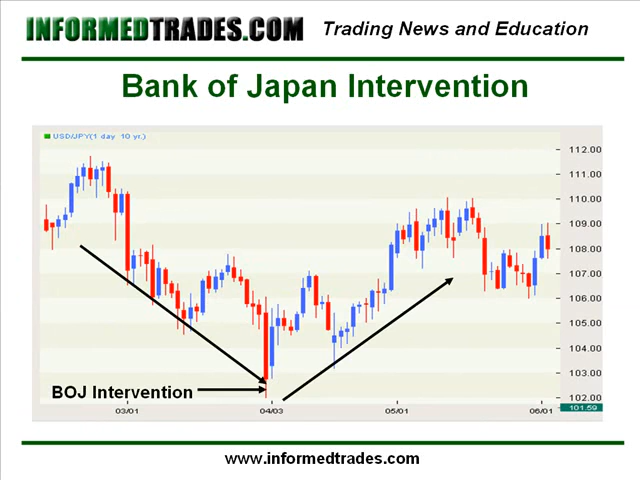 INFORMEDTRADES.COM Trading News and Education
Bank of Japan Intervention
USD/JPY(1 day 10 yr.)
112.00
111.00
110.00
109.00
108.00
107.00
106.00
105.00
103.00
102.00
101.59
BOJ Intervention
03/01 04/03 05/01 06/01
www.informedtrades.com